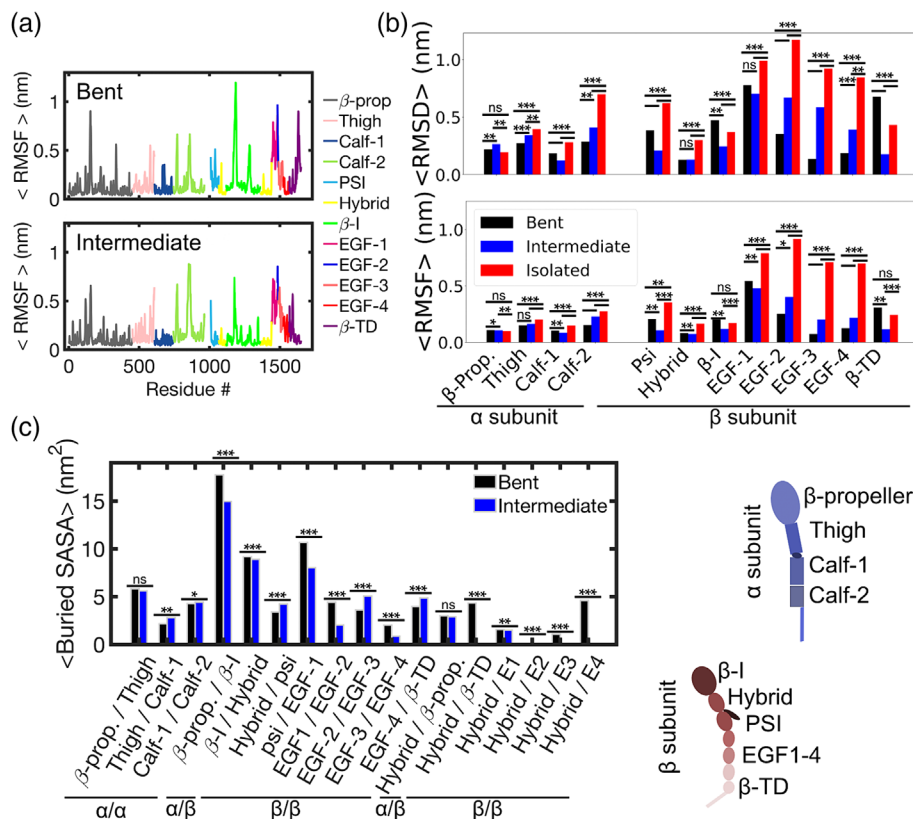 (a)
< RMSF > (nm)
1
0.5
0
Bent
< RMSF > (nm)
1
0.5
0
Intermediate
0 500 1000 1500
Residue #
β-prop
Thigh
Calf-1
Calf-2
PSI
Hybrid
β-I
EGF-1
EGF-2
EGF-3
EGF-4
β-TD
(b)
<RMSD> (nm)
1.0
0.5
0.0
ns
**
**
***
***
**
***
***
***
**
***
***
ns
***
**
***
ns
***
***
***
***
**
***
***
<RMSF> (nm)
1.0
0.5
0.0
Bent
Intermediate
Isolated
ns
*
**
***
ns
***
**
***
**
***
**
***
**
ns
***
**
***
*
***
***
ns
**
***
β-Prop.
Thigh
Calf-1
Calf-2
Psi
Hybrid
β-I
EGF-1
EGF-2
EGF-3
EGF-4
β-TD
α subunit
β subunit
(c)
<Buried SASA> (nm²)
15
10
5
0
Bent
Intermediate
ns
**
*
***
***
***
***
***
***
***
***
ns
***
**
***
***
***
β-prop. / Thigh
Thigh / Calf-1
Calf-1 / Calf-2
β-prop. / β-I
β-I / Hybrid
Hybrid / psi
psi / EGF-1
EGF1 / EGF-2
EGF-2 / EGF-3
EGF-3 / EGF-4
EGF-4 / β-TD
Hybrid / β-prop.
Hybrid / β-TD
Hybrid / E1
Hybrid / E2
Hybrid / E3
Hybrid / E4
α/α
α/β
β/β
α/β
β/β
α subunit
β-propeller
Thigh
Calf-1
Calf-2
β subunit
β-I
Hybrid
PSI
EGF1-4
β-TD